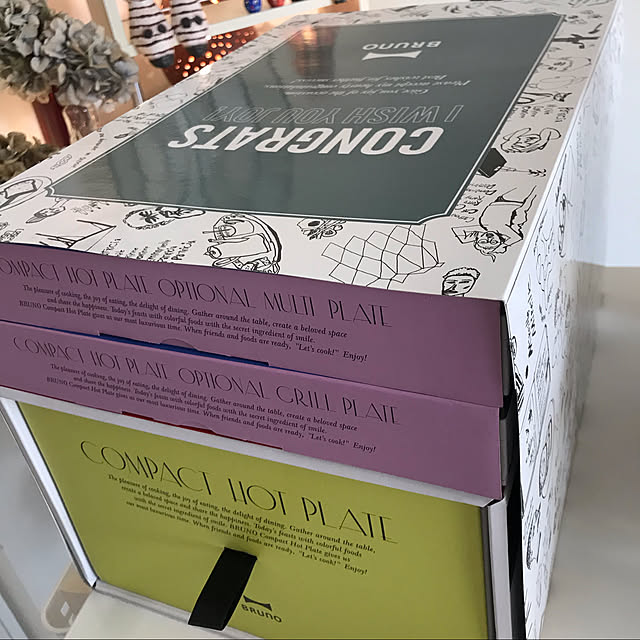 BRUNO
I WISH YOU JOY!
CONGRATS
COMPACT HOT PLATE OPTIONAL MULTI PLATE
The pleasure of cooking, the joy of eating, the delight of dining. Gather around the table, create a beloved space
and share the happiness. Today's feasts with colorful foods with the secret ingredient of smile.
BRUNO Compact Hot Plate gives us our most luxurious time. When friends and foods are ready, "Let's cook!" Enjoy!
COMPACT HOT PLATE OPTIONAL GRILL PLATE
The pleasure of cooking, the joy of eating, the delight of dining. Gather around the table, create a beloved space
and share the happiness. Today's feasts with colorful foods with the secret ingredient of smile.
BRUNO Compact Hot Plate gives us our most luxurious time. When friends and foods are ready, "Let's cook!" Enjoy!
COMPACT HOT PLATE
The pleasure of cooking, the joy of eating, the delight of dining. Gather around the table,
create a beloved space and share the happiness. Today's feasts with colorful foods
with the secret ingredient of smile. BRUNO Compact Hot Plate gives us
our most luxurious time. When friends and foods are ready, "Let's cook!" Enjoy!
BRUNO